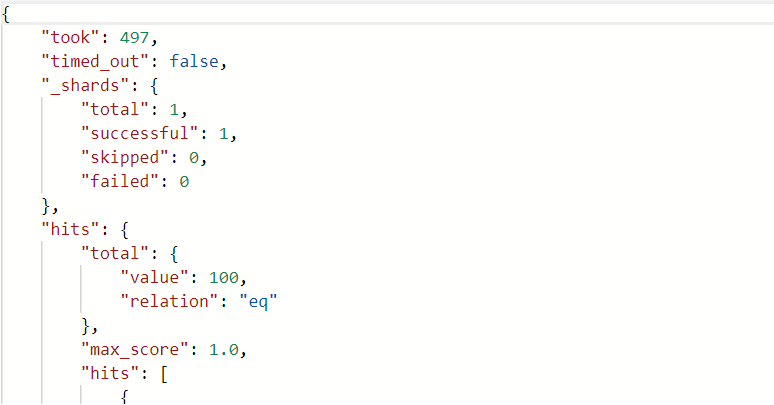 {
    "took": 497,
    "timed_out": false,
    "_shards": {
        "total": 1,
        "successful": 1,
        "skipped": 0,
        "failed": 0
    },
    "hits": {
        "total": {
            "value": 100,
            "relation": "eq"
        },
        "max_score": 1.0,
        "hits": [
            {